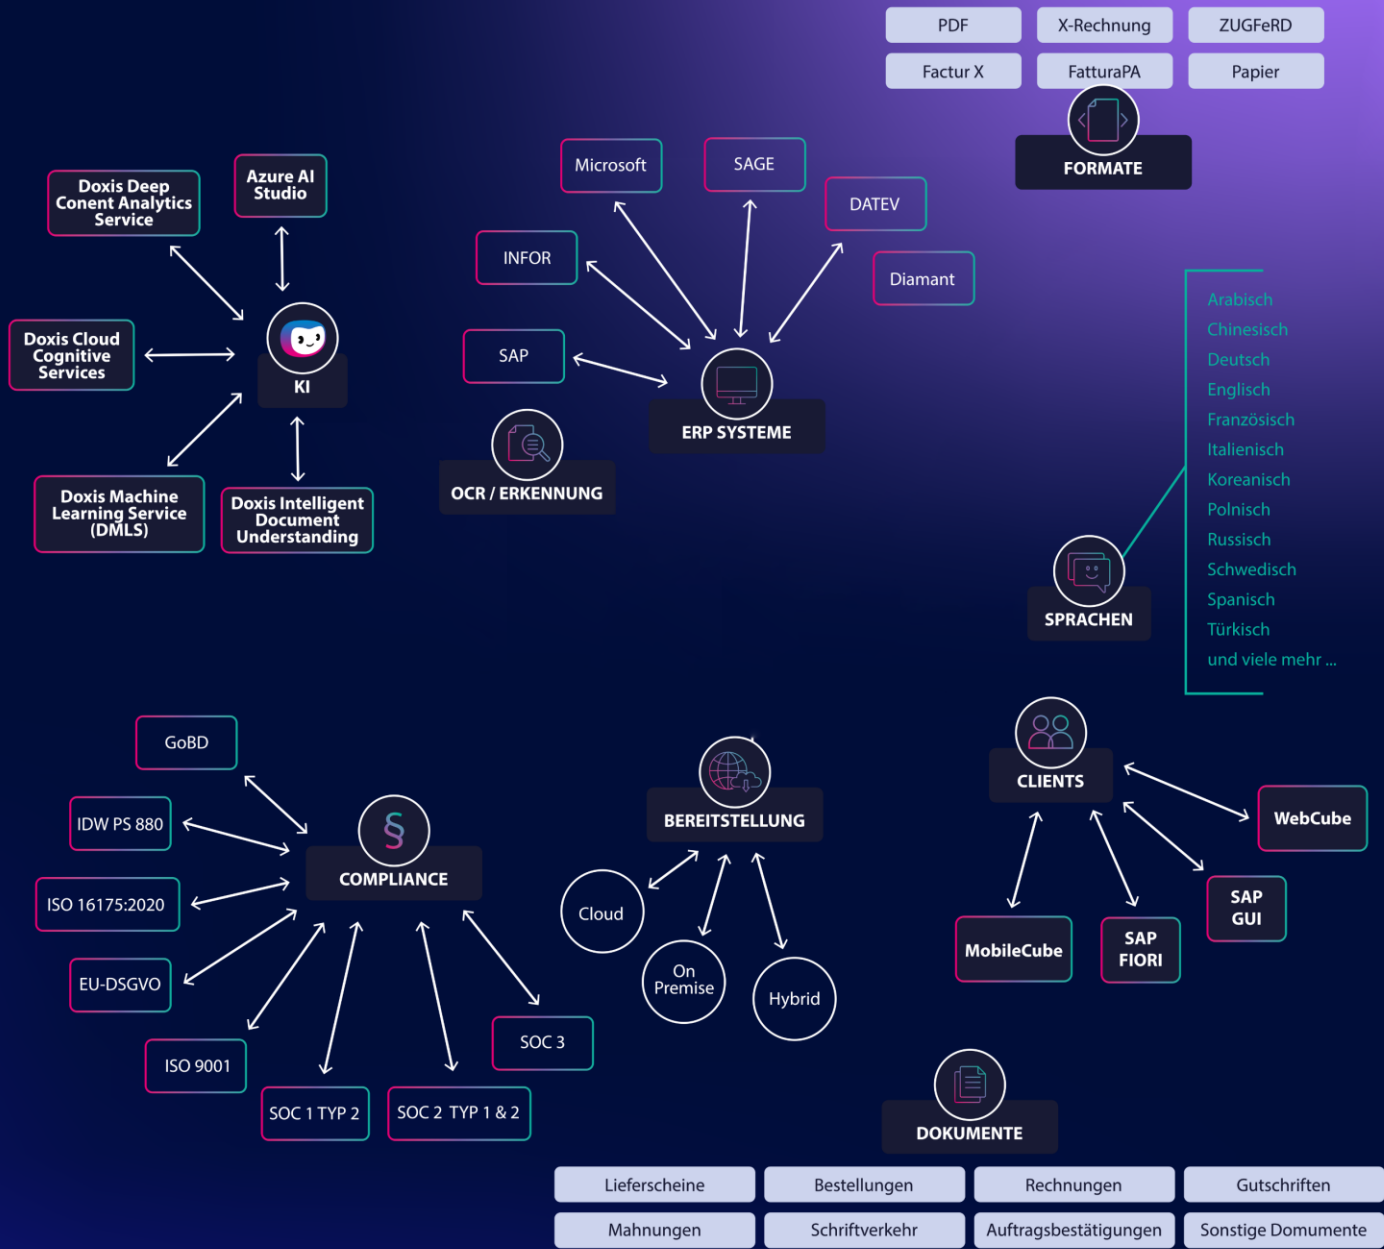 PDF
X-Rechnung
ZUGFeRD
Factur X
FatturaPA
Papier
FORMATE
Doxis Deep
Conent Analytics
Service
Azure AI
Studio
Doxis Cloud
Cognitive
Services
KI
Doxis Machine
Learning Service
(DMLS)
Doxis Intelligent
Document
Understanding
Microsoft
SAGE
DATEV
INFOR
Diamant
SAP
ERP SYSTEME
OCR / ERKENNUNG
Arabisch
Chinesisch
Deutsch
Englisch
Französisch
Italienisch
Koreanisch
Polnisch
Russisch
Schwedisch
Spanisch
Türkisch
und viele mehr ...
SPRACHEN
GoBD
IDW PS 880
ISO 16175:2020
EU-DSGVO
ISO 9001
SOC 1 TYP 2
SOC 2 TYP 1 & 2
SOC 3
§
COMPLIANCE
BEREITSTELLUNG
Cloud
On
Premise
Hybrid
CLIENTS
WebCube
SAP
GUI
SAP
FIORI
MobileCube
DOKUMENTE
Lieferscheine
Bestellungen
Rechnungen
Gutschriften
Mahnungen
Schriftverkehr
Auftragsbestätigungen
Sonstige Domumente